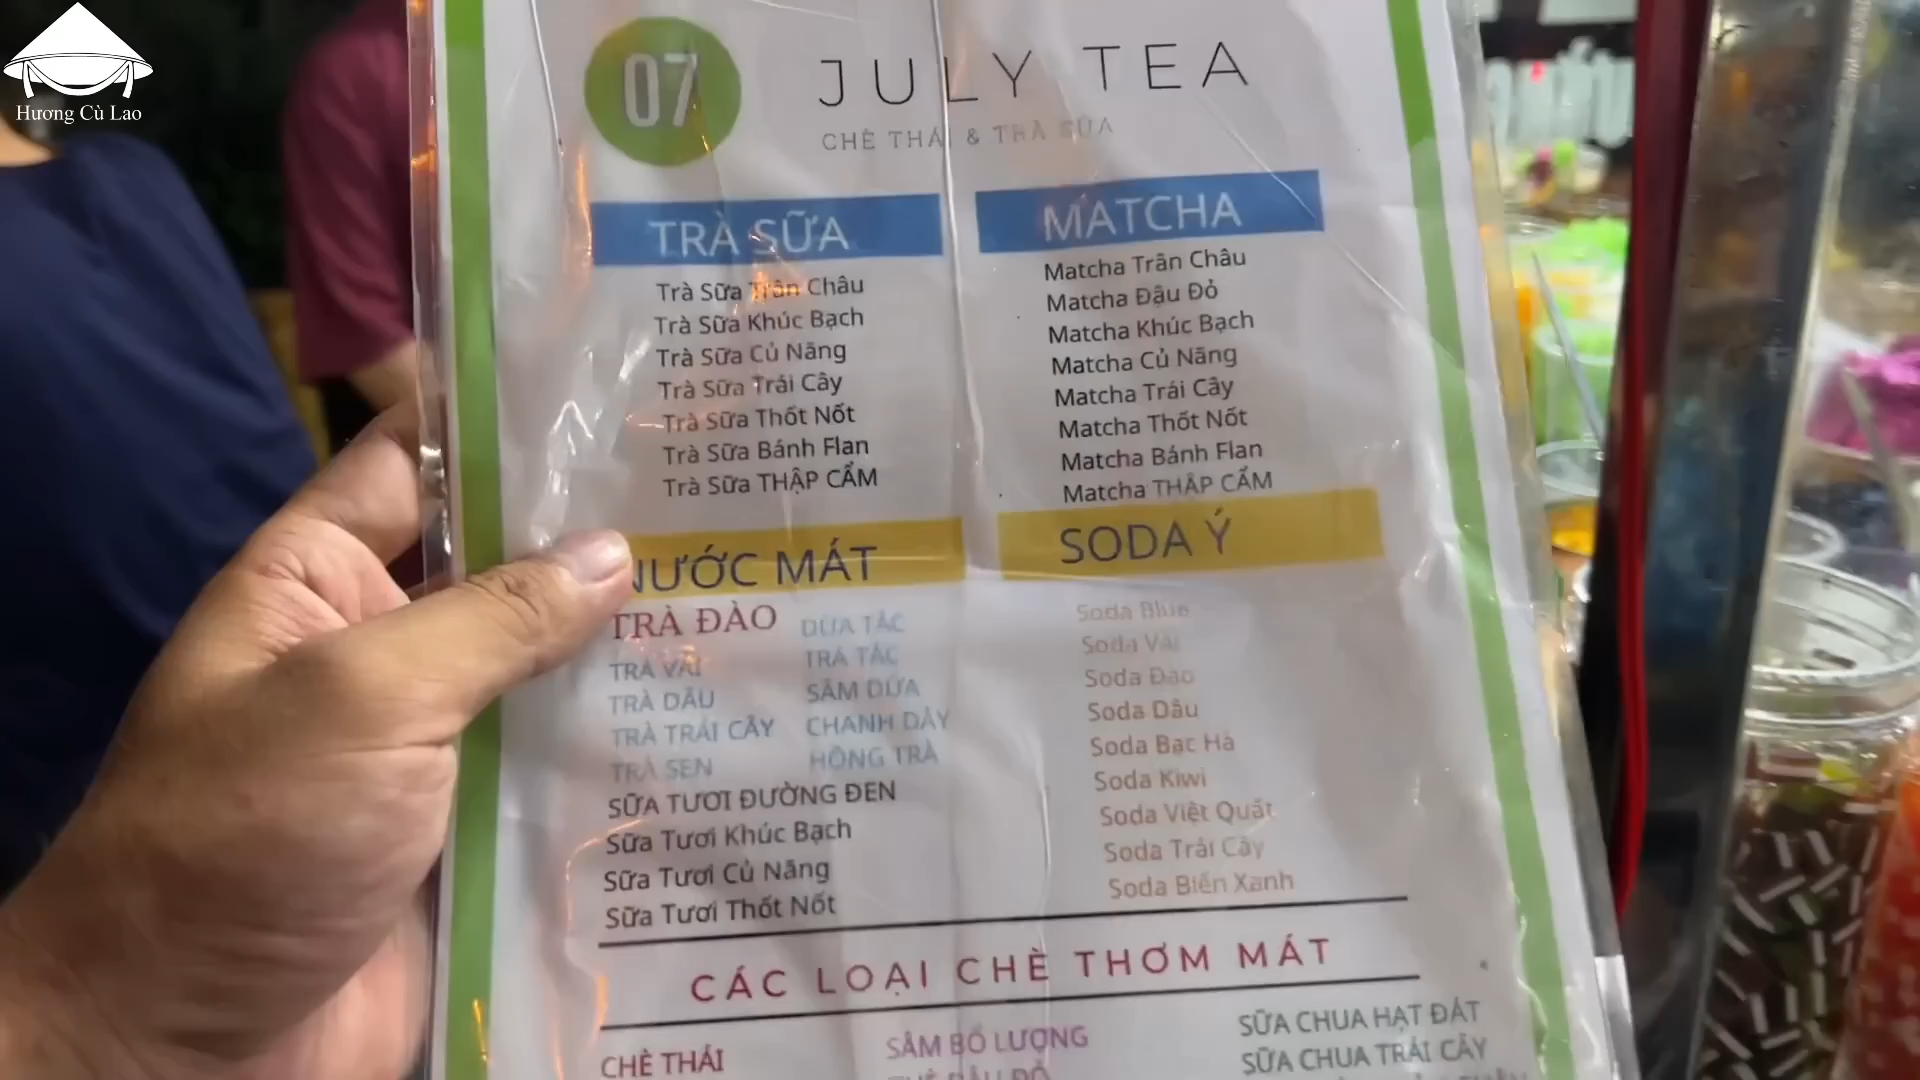 Hương Cù Lao
07
JULY TEA
CHÈ THÁI & TRÀ SỮA
TRÀ SỮA
Trà Sữa Trân Châu
Trà Sữa Khúc Bạch
Trà Sữa Củ Năng
Trà Sữa Trái Cây
Trà Sữa Thốt Nốt
Trà Sữa Bánh Flan
Trà Sữa THẬP CẨM
MATCHA
Matcha Trân Châu
Matcha Đậu Đỏ
Matcha Khúc Bạch
Matcha Củ Năng
Matcha Trái Cây
Matcha Thốt Nốt
Matcha Bánh Flan
Matcha THẬP CẨM
NƯỚC MÁT
TRÀ ĐÀO
TRÀ VẢI
TRÀ DÂU
TRÀ TRÁI CÂY
TRÀ SEN
DỪA TẮC
TRÀ TẮC
SÂM DỨA
CHANH DÂY
HỒNG TRÀ
SỮA TƯƠI ĐƯỜNG ĐEN
Sữa Tươi Khúc Bạch
Sữa Tươi Củ Năng
Sữa Tươi Thốt Nốt
SODA Ý
Soda Blue
Soda Vải
Soda Đào
Soda Dâu
Soda Bạc Hà
Soda Kiwi
Soda Việt Quất
Soda Trái Cây
Soda Biển Xanh
CÁC LOẠI CHÈ THƠM MÁT
CHÈ THÁI
SÂM BỔ LƯỢNG
SỮA CHUA HẠT ĐÁT
SỮA CHUA TRÁI CÂY